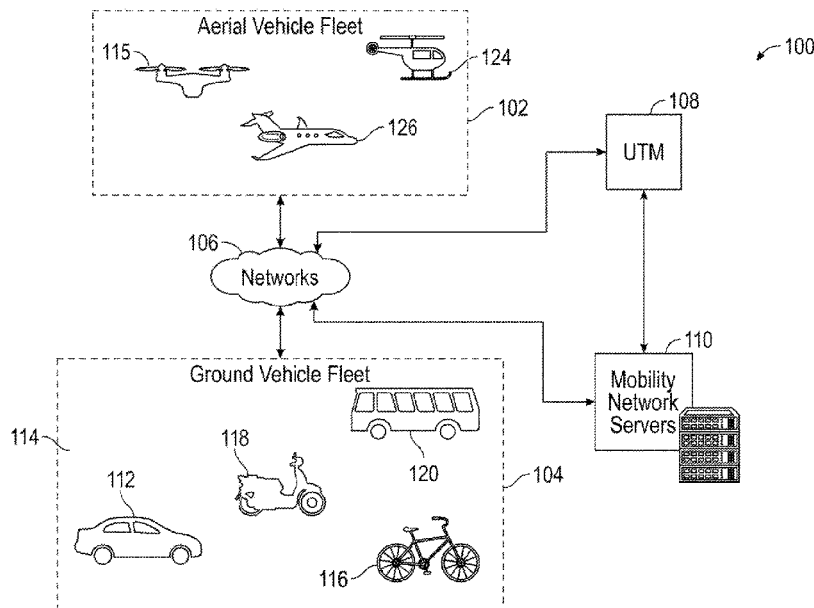 Aerial Vehicle Fleet
115
124
100
102
126
108
UTM
106
Networks
110
Mobility
Network
Servers
Ground Vehicle Fleet
114
118
120
104
112
116